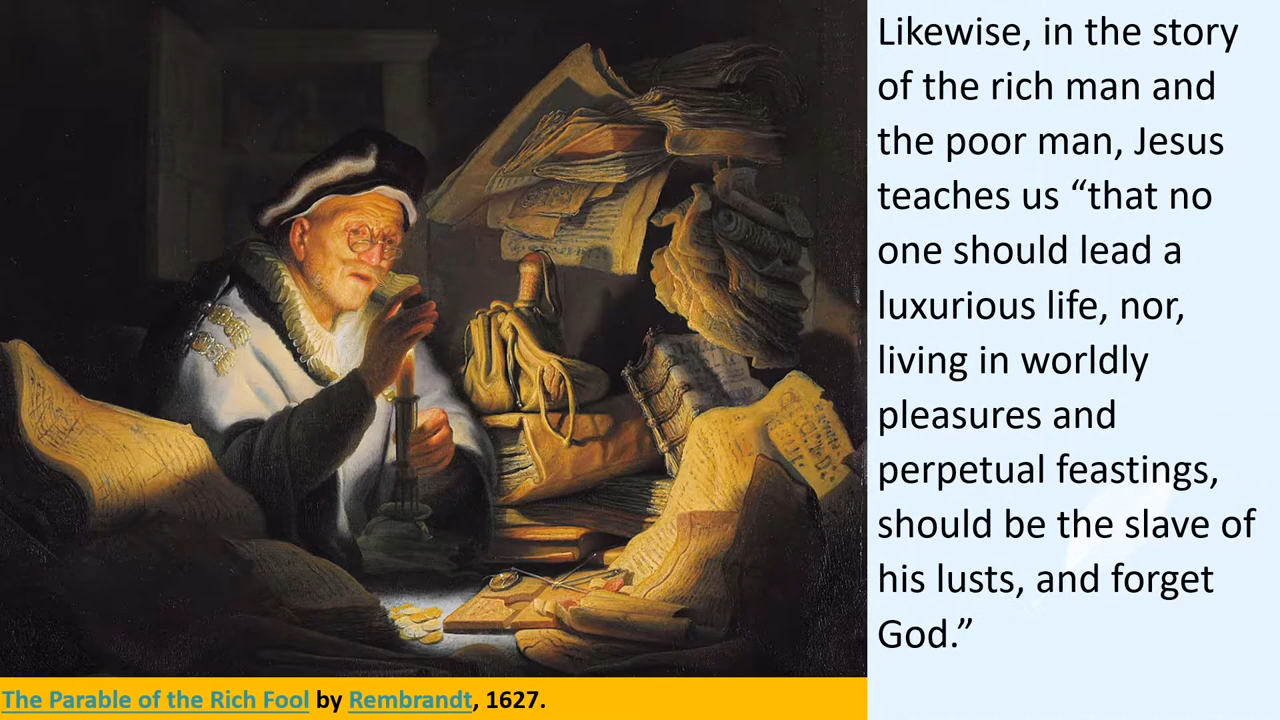 Likewise, in the story
of the rich man and
the poor man, Jesus
teaches us “that no
one should lead a
luxurious life, nor,
living in worldly
pleasures and
perpetual feastings,
should be the slave of
his lusts, and forget
God.”
The Parable of the Rich Fool by Rembrandt, 1627.